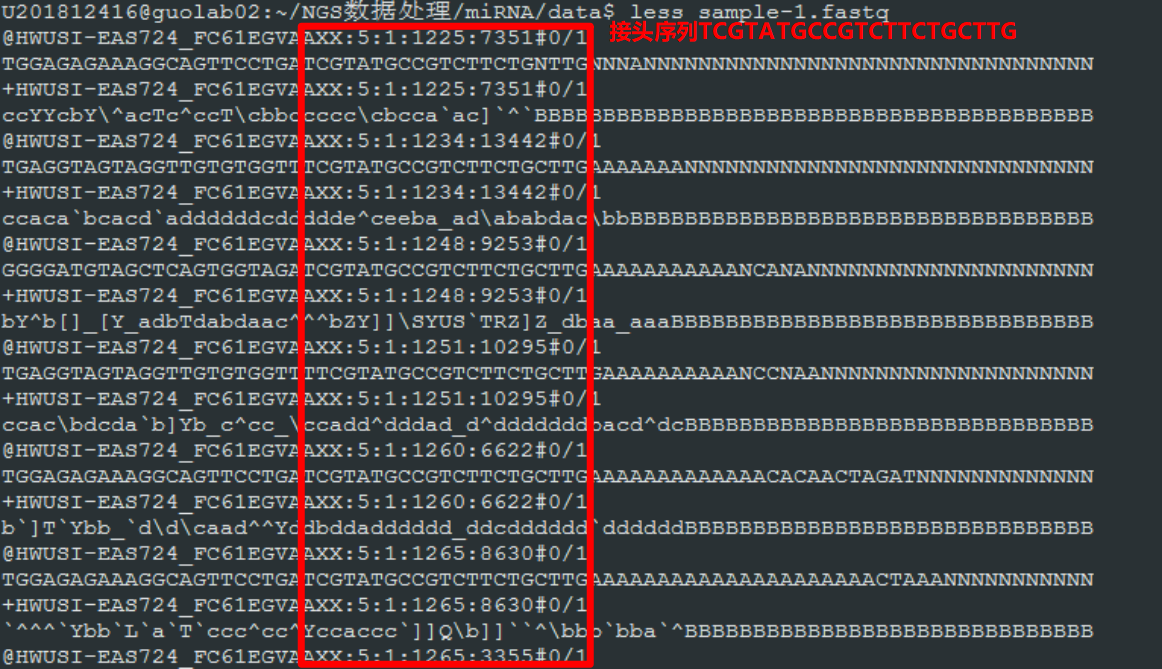 U201812416@guolab02:~/NGS数据处理/miRNA/data$ less sample-1.fastq
@HWUSI-EAS724_FC61EGVAAXX:5:1:1225:7351#0/1
接头序列TCGTATGCCGTCTTCTGCTTG
TGGAGAGAAAGGCAGTTCCTGATCGTATGCCGTCTTCTGNTTGNNNANNNNNNNNNNNNNNNNNNNNNNNNNNNNNNNNN
+HWUSI-EAS724_FC61EGVAAXX:5:1:1225:7351#0/1
ccYYcbY\^acTc^ccT\cbbccccc\cbcca`ac]`^`BBBBBBBBBBBBBBBBBBBBBBBBBBBBBBBBBBBBBBBBB
@HWUSI-EAS724_FC61EGVAAXX:5:1:1234:13442#0/1
TGAGGTAGTAGGTTGTGTGGTTTCGTATGCCGTCTTCTGCTTGAAAAAAANNNNNNNNNNNNNNNNNNNNNNNNNNNNNN
+HWUSI-EAS724_FC61EGVAAXX:5:1:1234:13442#0/1
ccaca`bcacd`addddddcddddde^ceeba_ad\ababdac\bbBBBBBBBBBBBBBBBBBBBBBBBBBBBBBBBBBB
@HWUSI-EAS724_FC61EGVAAXX:5:1:1248:9253#0/1
GGGGATGTAGCTCAGTGGTAGATCGTATGCCGTCTTCTGCTTGAAAAAAAAAAANCANANNNNNNNNNNNNNNNNNNNNN
+HWUSI-EAS724_FC61EGVAAXX:5:1:1248:9253#0/1
bY^b[]_[Y_adbTdabdaac^^^bZY]]\SYUS`TRZ]Z_dbaa_aaaBBBBBBBBBBBBBBBBBBBBBBBBBBBBBBB
@HWUSI-EAS724_FC61EGVAAXX:5:1:1251:10295#0/1
TGAGGTAGTAGGTTGTGTGGTTTTCGTATGCCGTCTTCTGCTTGAAAAAAAAAANCCNAANNNNNNNNNNNNNNNNNNNN
+HWUSI-EAS724_FC61EGVAAXX:5:1:1251:10295#0/1
ccac\bdcda`b]Yb_c^cc_\ccadd^dddad_d^dddddddbacd^dcBBBBBBBBBBBBBBBBBBBBBBBBBBBBBB
@HWUSI-EAS724_FC61EGVAAXX:5:1:1260:6622#0/1
TGGAGAGAAAGGCAGTTCCTGATCGTATGCCGTCTTCTGCTTGAAAAAAAAAAAAACACAACTAGATNNNNNNNNNNNNN
+HWUSI-EAS724_FC61EGVAAXX:5:1:1260:6622#0/1
b`]T`Ybb_`d\d\caad^^Ycdbddadddddd_ddcdddddd`ddddddBBBBBBBBBBBBBBBBBBBBBBBBBBBBBB
@HWUSI-EAS724_FC61EGVAAXX:5:1:1265:8630#0/1
TGGAGAGAAAGGCAGTTCCTGATCGTATGCCGTCTTCTGCTTGAAAAAAAAAAAAAAAAAAAAACTAAANNNNNNNNNNN
+HWUSI-EAS724_FC61EGVAAXX:5:1:1265:8630#0/1
`^^^`Ybb`L`a`T`ccc^cc^Yccaccc`]]Q\b]]``^\bbb`bba`^BBBBBBBBBBBBBBBBBBBBBBBBBBBBBB
@HWUSI-EAS724_FC61EGVAAXX:5:1:1265:3355#0/1